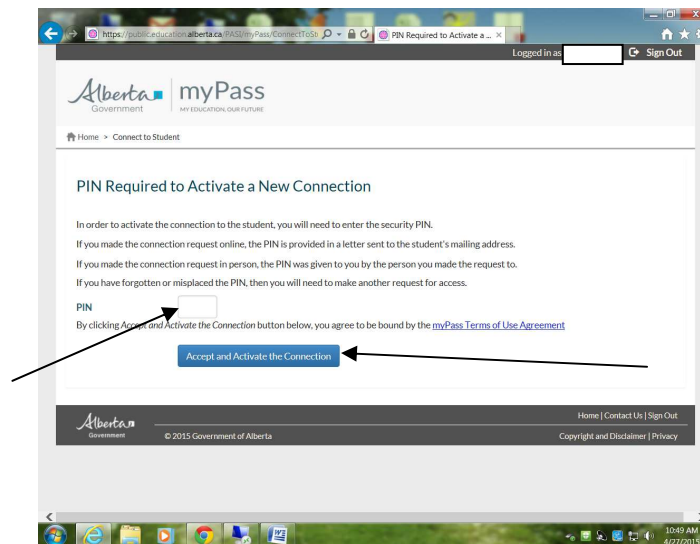 https://public.education.alberta.ca/PASI/myPass/ConnectToSt
PIN Required to Activate a ... ×
Logged in as
Sign Out
Alberta
Government
myPass
MY EDUCATION, OUR FUTURE
Home > Connect to Student
PIN Required to Activate a New Connection
In order to activate the connection to the student, you will need to enter the security PIN.
If you made the connection request online, the PIN is provided in a letter sent to the student's mailing address.
If you made the connection request in person, the PIN was given to you by the person you made the request to.
If you have forgotten or misplaced the PIN, then you will need to make another request for access.
PIN
By clicking Accept and Activate the Connection button below, you agree to be bound by the myPass Terms of Use Agreement
Accept and Activate the Connection
Alberta
Government
© 2015 Government of Alberta
Home | Contact Us | Sign Out
Copyright and Disclaimer | Privacy
10:49 AM
4/27/2015